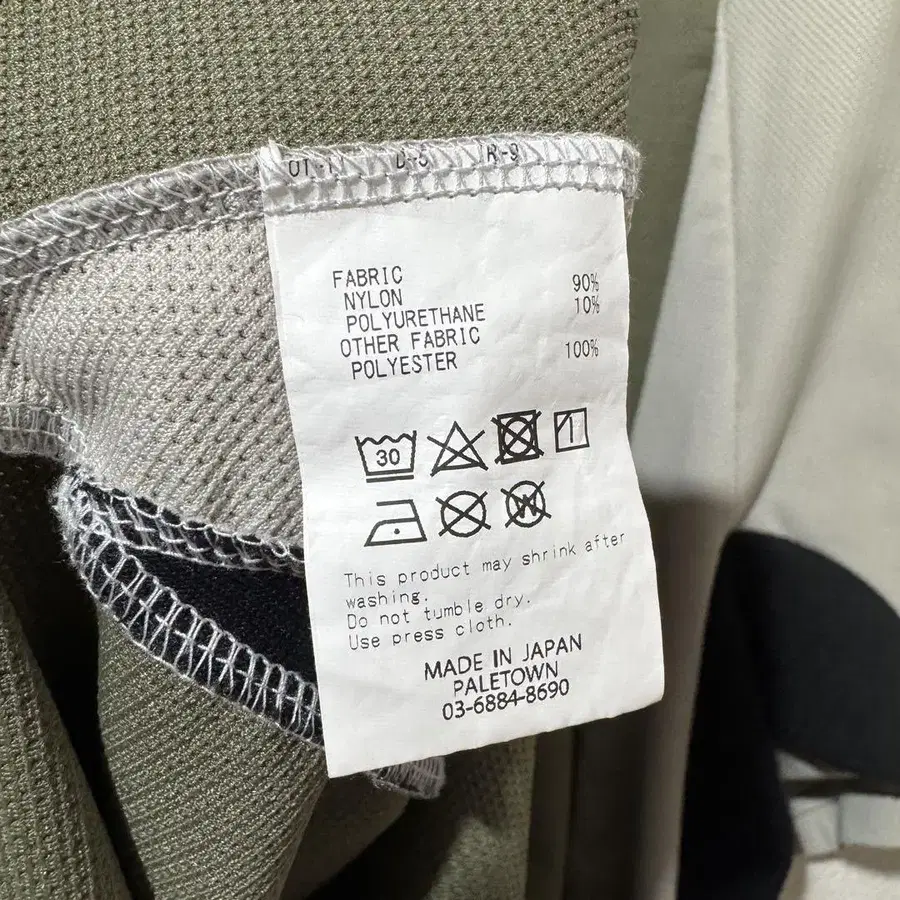 FABRIC
NYLON 90%
POLYURETHANE 10%
OTHER FABRIC
POLYESTER 100%
30
W
This product may shrink after
washing.
Do not tumble dry.
Use press cloth.
MADE IN JAPAN
PALETOWN
03-6884-8690